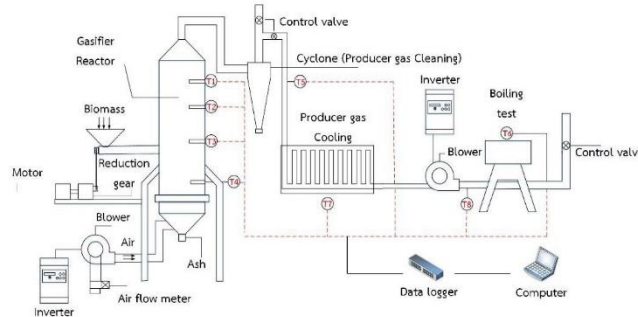 Control valve
Gasifier
Reactor
Cyclone (Producer gas Cleaning)
T1
T5
Inverter
Boiling
test
Biomass
T2
Producer gas
Cooling
T6
T3
Blower
Control valve
Motor
Reduction
gear
T4
T7
T8
Blower
Air
Ash
Air flow meter
Inverter
Data logger
Computer